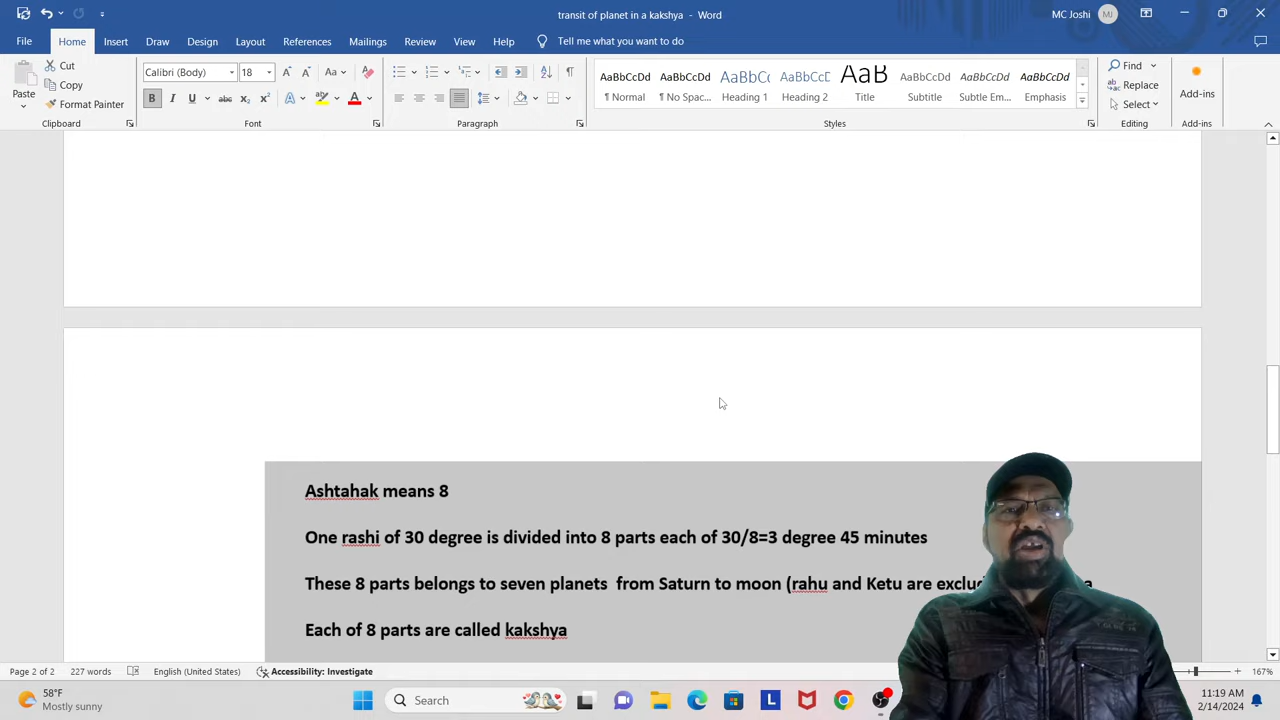 transit of planet in a kakshya - Word
MC Joshi MJ
File Home Insert Draw Design Layout References Mailings Review View Help Tell me what you want to do
Paste
Cut
Copy
Format Painter
Clipboard
Calibri (Body) 18
Font
Paragraph
AaBbCcDd AaBbCcDd AaBbCc AaBbCcC AaB AaBbCcDd AaBbCcDd AaBbCcDd
¶ Normal ¶ No Spac... Heading 1 Heading 2 Title Subtitle Subtle Em... Emphasis
Styles
Find
Replace
Select
Editing
Add-ins
Add-ins
Ashtahak means 8
One rashi of 30 degree is divided into 8 parts each of 30/8=3 degree 45 minutes
These 8 parts belongs to seven planets from Saturn to moon (rahu and Ketu are
Each of 8 parts are called kakshya
Page 2 of 2 227 words English (United States) Accessibility: Investigate 167%
58°F
Mostly sunny
Search
11:19 AM
2/14/2024